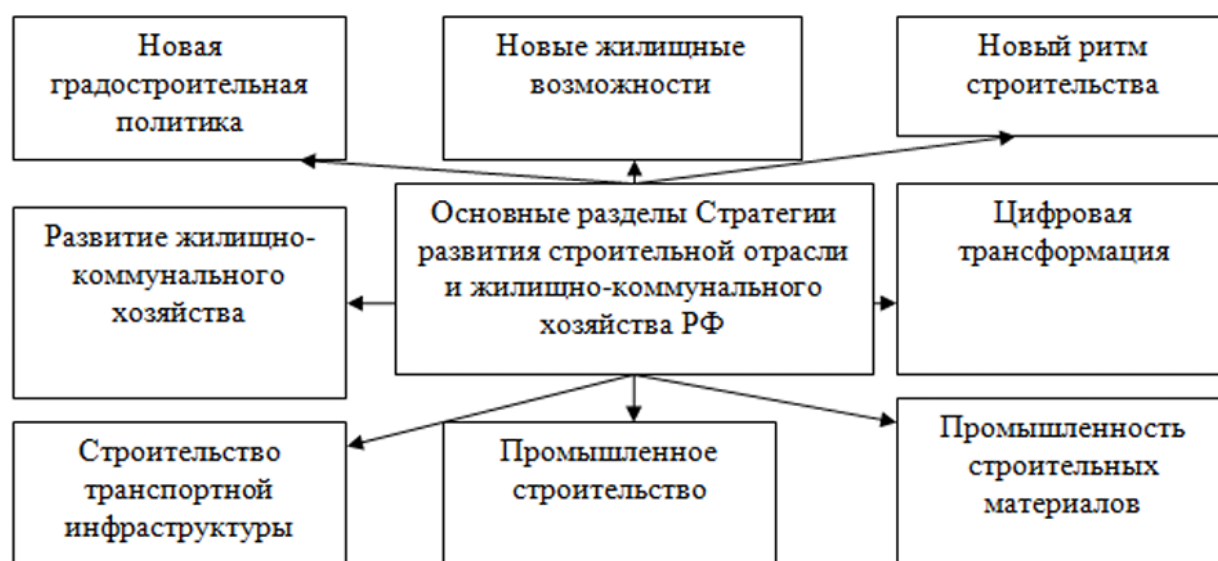 Новая
градостроительная
политика
Новые жилищные
возможности
Новый ритм
строительства
Развитие жилищно-
коммунального
хозяйства
Основные разделы Стратегии
развития строительной отрасли
и жилищно-коммунального
хозяйства РФ
Цифровая
трансформация
Строительство
транспортной
инфраструктуры
Промышленное
строительство
Промышленность
строительных
материалов